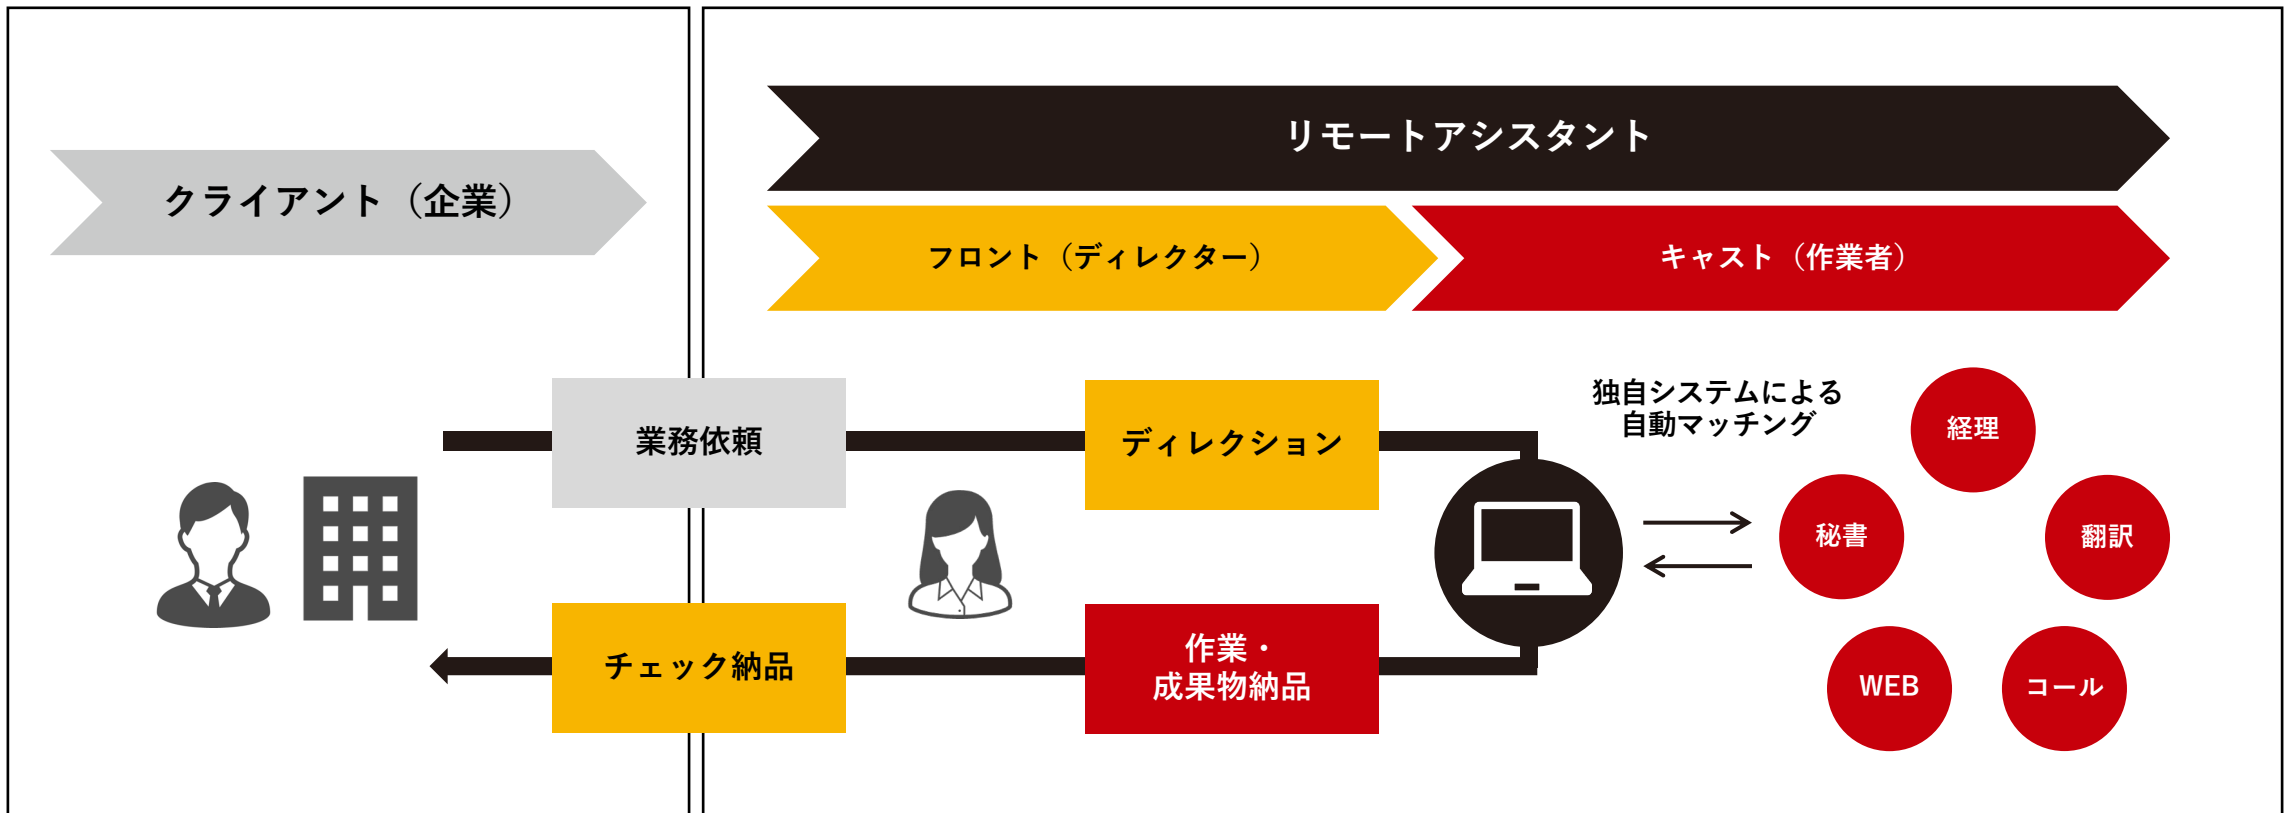 クライアント（企業）
リモートアシスタント
フロント（ディレクター）
キャスト（作業者）
業務依頼
ディレクション
独自システムによる
自動マッチング
経理
秘書
翻訳
WEB
コール
チェック納品
作業・
成果物納品